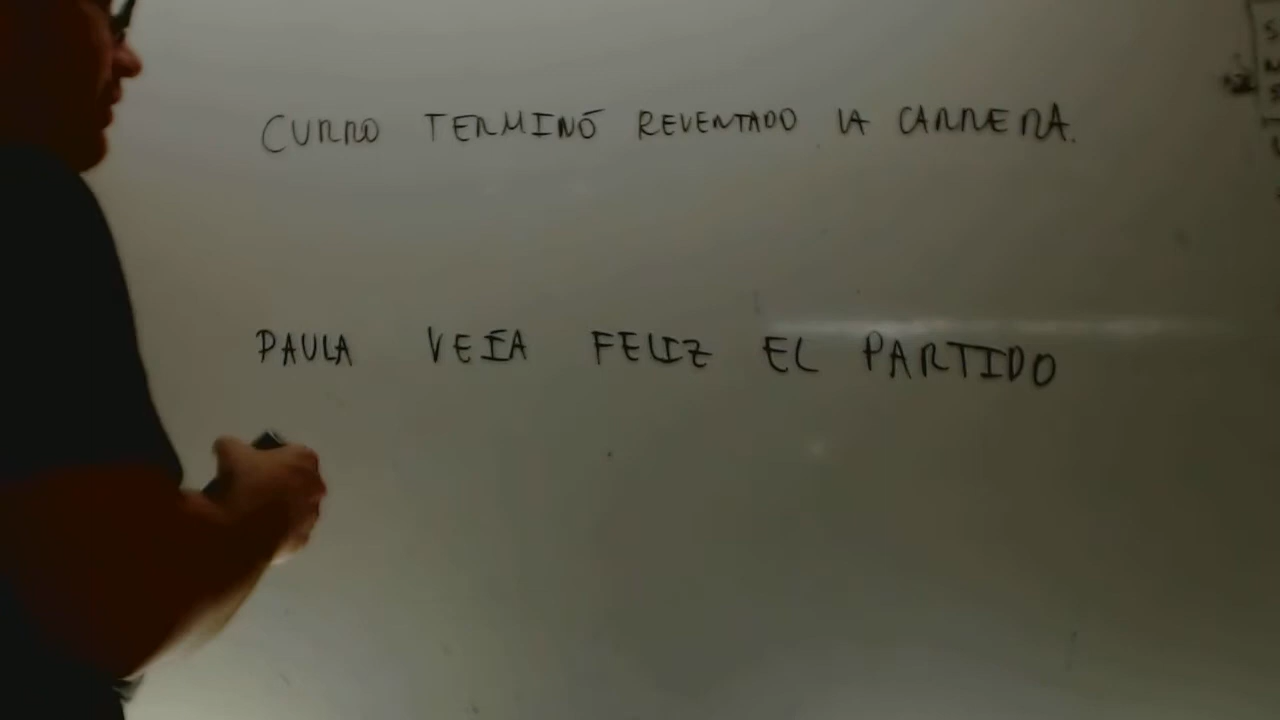 CURRO TERMINÓ REVENTADO LA CARRERA.
PAULA VEÍA FELIZ EL PARTIDO